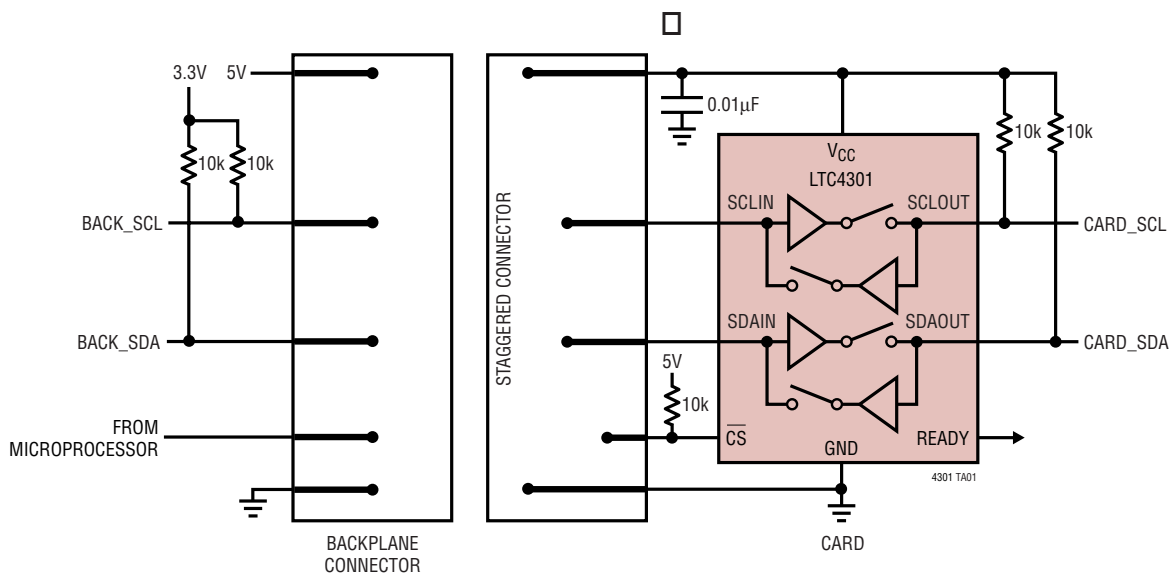 3.3V
5V
10k
10k
BACK_SCL
BACK_SDA
FROM
MICROPROCESSOR
BACKPLANE
CONNECTOR
STAGGERED CONNECTOR
0.01µF
VCC
LTC4301
SCLIN
SCLOUT
SDAIN
SDAOUT
5V
10k
CS
GND
READY
4301 TA01
10k
10k
CARD_SCL
CARD_SDA
CARD